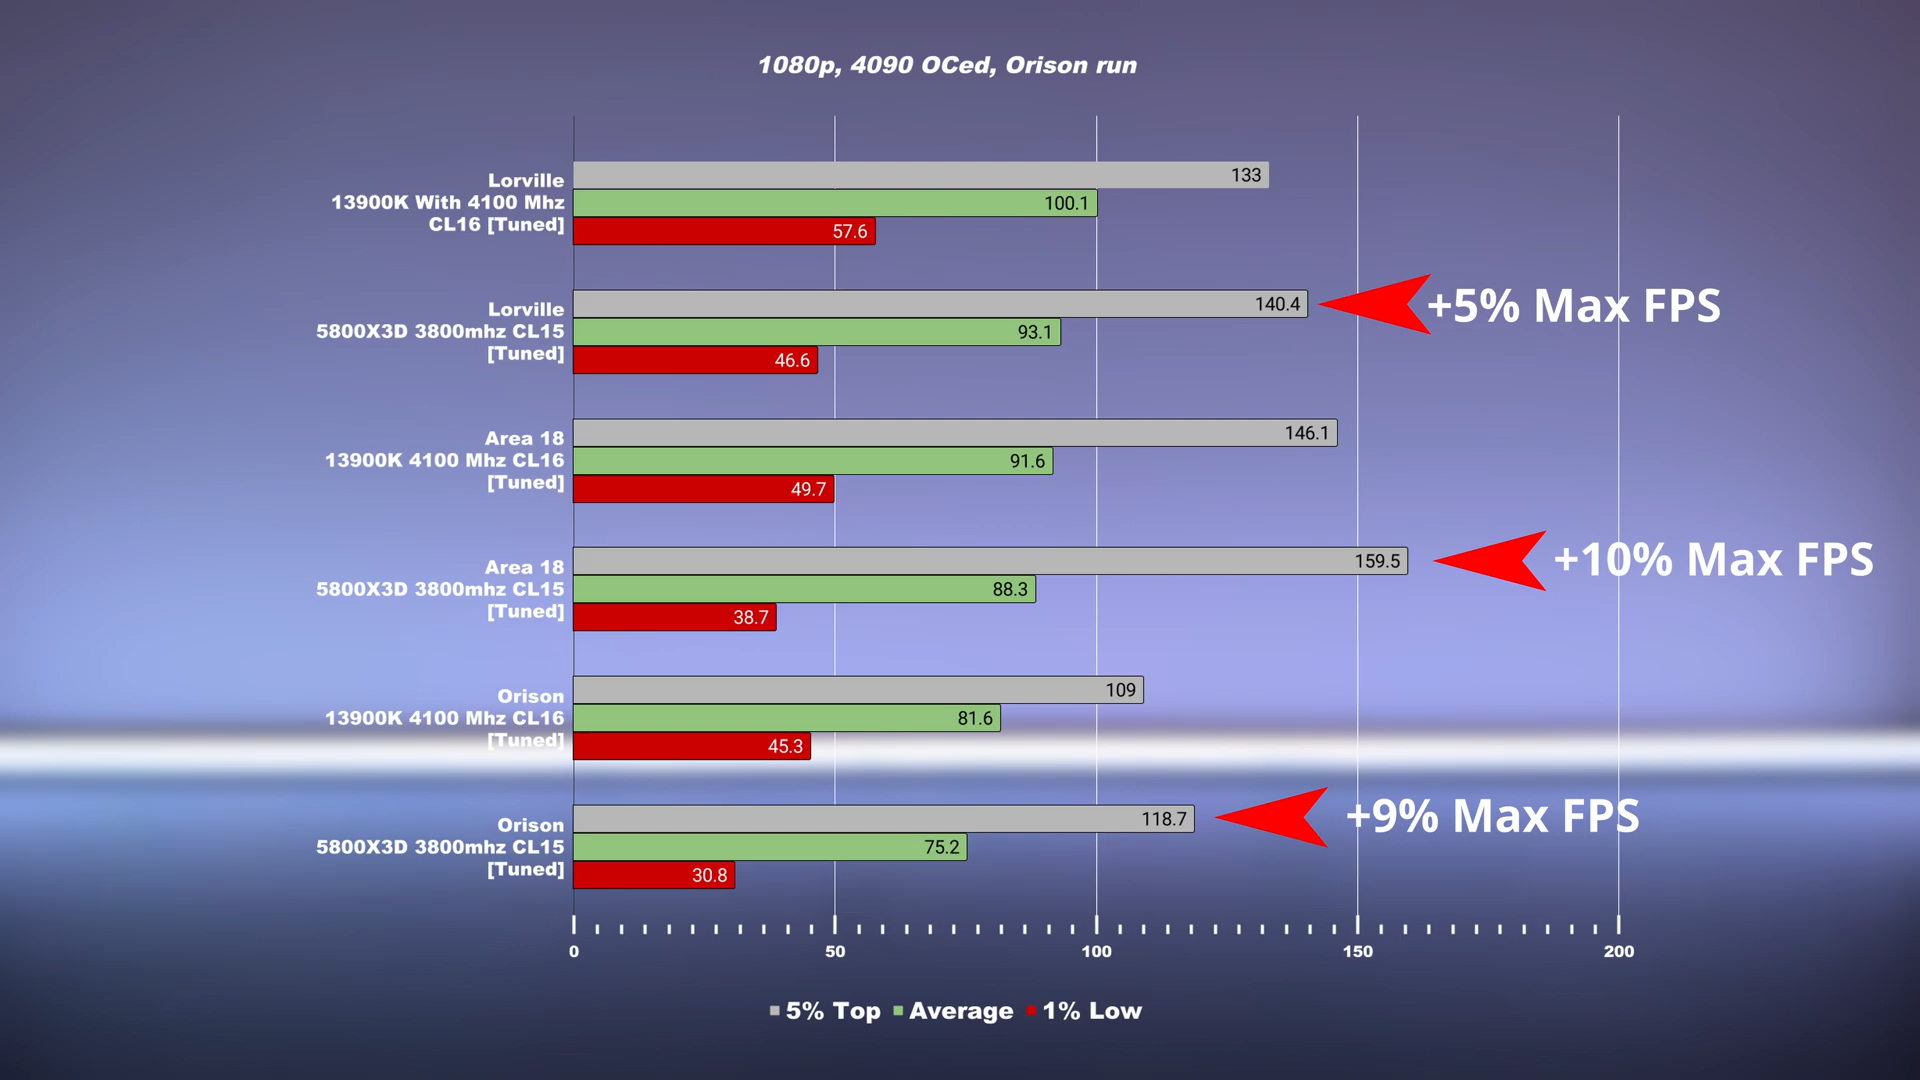 1080p, 4090 OCed, Orison run
Lorville
13900K With 4100 Mhz
CL16 [Tuned]
133
100.1
57.6
Lorville
5800X3D 3800mhz CL15
[Tuned]
140.4
93.1
46.6
+5% Max FPS
Area 18
13900K 4100 Mhz CL16
[Tuned]
146.1
91.6
49.7
Area 18
5800X3D 3800mhz CL15
[Tuned]
159.5
88.3
38.7
+10% Max FPS
Orison
13900K 4100 Mhz CL16
[Tuned]
109
81.6
45.3
Orison
5800X3D 3800mhz CL15
[Tuned]
118.7
75.2
30.8
+9% Max FPS
0 50 100 150 200
5% Top Average 1% Low